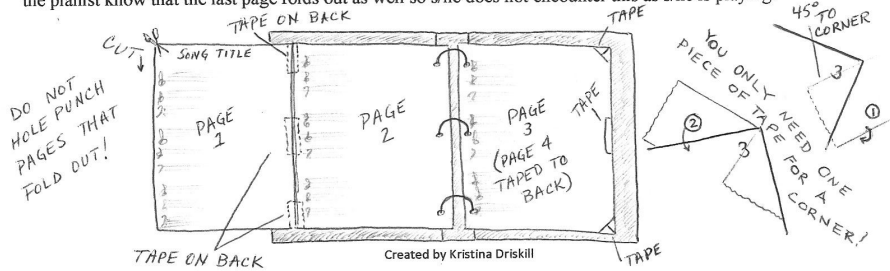 the pianist know that the last page folds out as well so s/he does not encounter this as s/he is playing
TAPE ON BACK
TAPE
45° TO
CORNER
CUT
SONG TITLE
DO NOT
HOLE PUNCH
PAGES THAT
FOLD OUT!
PAGE
1
PAGE
2
PAGE
3
(PAGE 4
TAPED TO
BACK)
TAPE
YOU ONLY NEED ONE
PIECE OF TAPE FOR A
CORNER!
3
1
2
3
TAPE ON BACK
Created by Kristina Driskill
TAPE